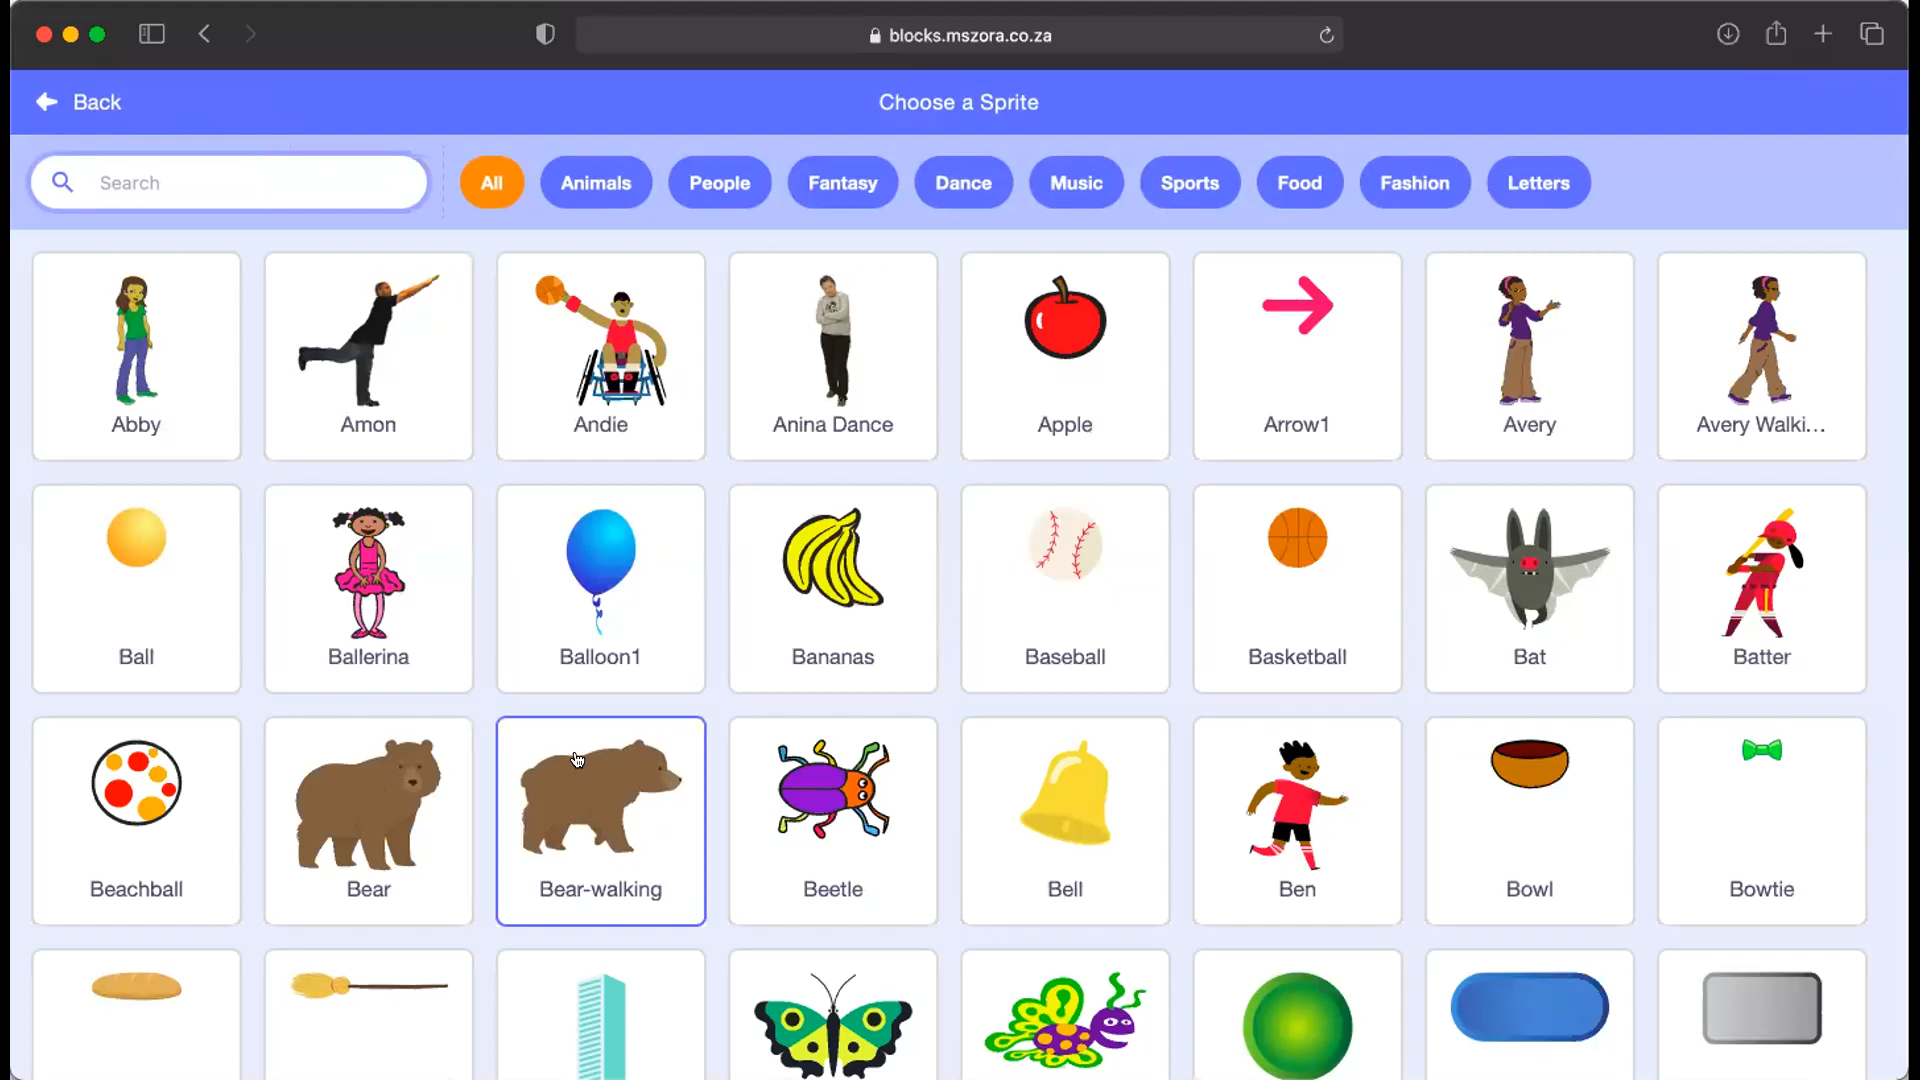 blocks.mszora.co.za
Back
Choose a Sprite
Search
All
Animals
People
Fantasy
Dance
Music
Sports
Food
Fashion
Letters
Abby
Amon
Andie
Anina Dance
Apple
Arrow1
Avery
Avery Walki...
Ball
Ballerina
Balloon1
Bananas
Baseball
Basketball
Bat
Batter
Beachball
Bear
Bear-walking
Beetle
Bell
Ben
Bowl
Bowtie